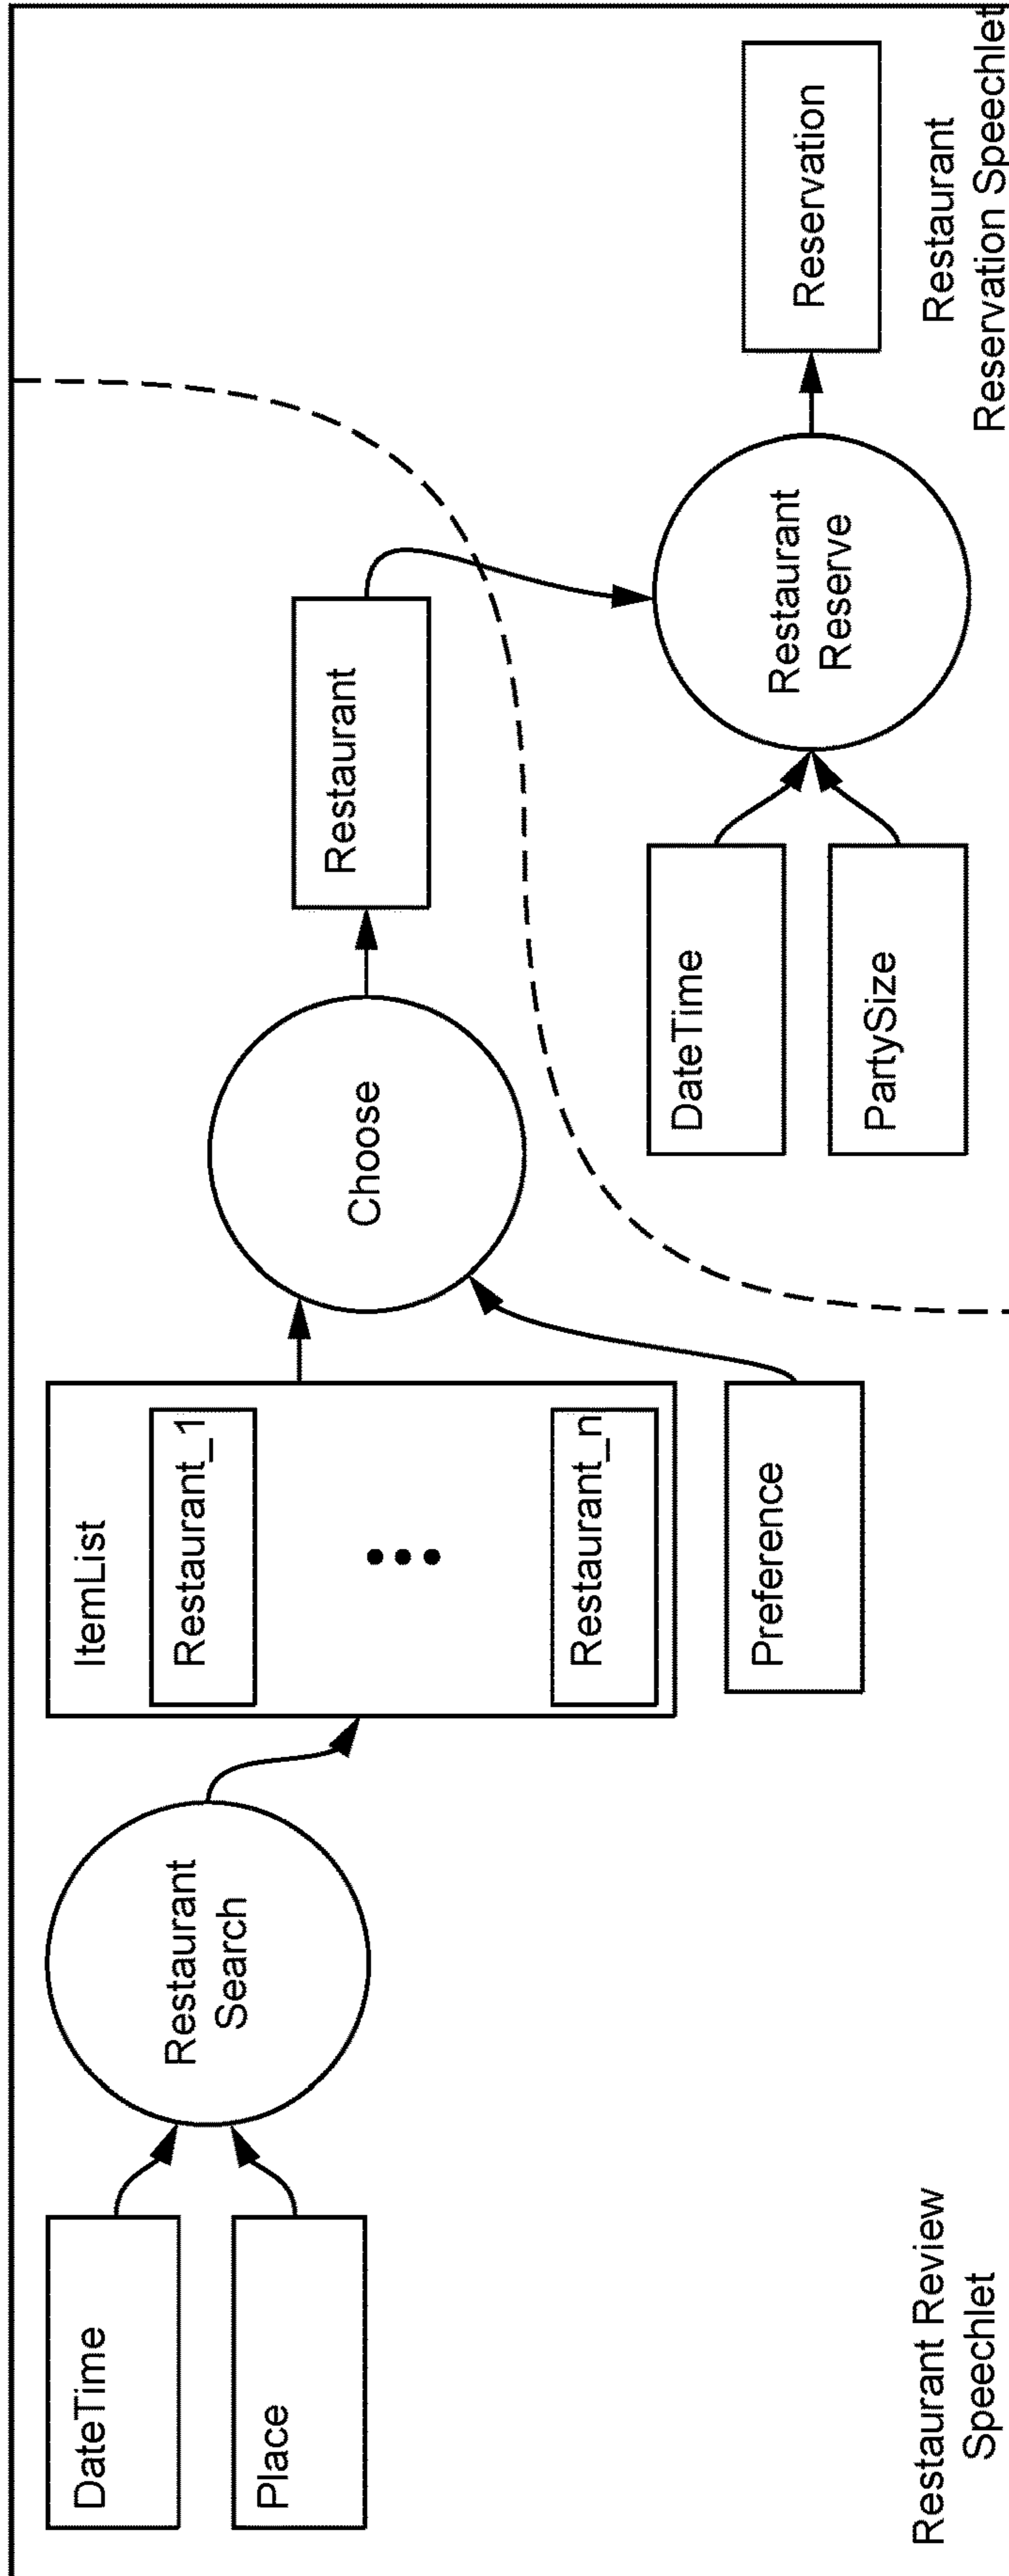 DateTime
Place
Restaurant
Search
ItemList
Restaurant_1
Restaurant_n
Preference
Choose
Restaurant
DateTime
PartySize
Restaurant
Reserve
Reservation
Restaurant Review
Speechlet
Restaurant
Reservation Speechlet